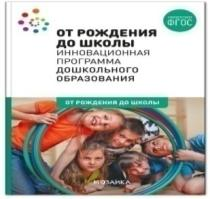 ФГОС
ОТ РОЖДЕНИЯ
ДО ШКОЛЫ
ИННОВАЦИОННАЯ
ПРОГРАММА
ДОШКОЛЬНОГО
ОБРАЗОВАНИЯ
ОТ РОЖДЕНИЯ ДО ШКОЛЫ
МОЗАИКА